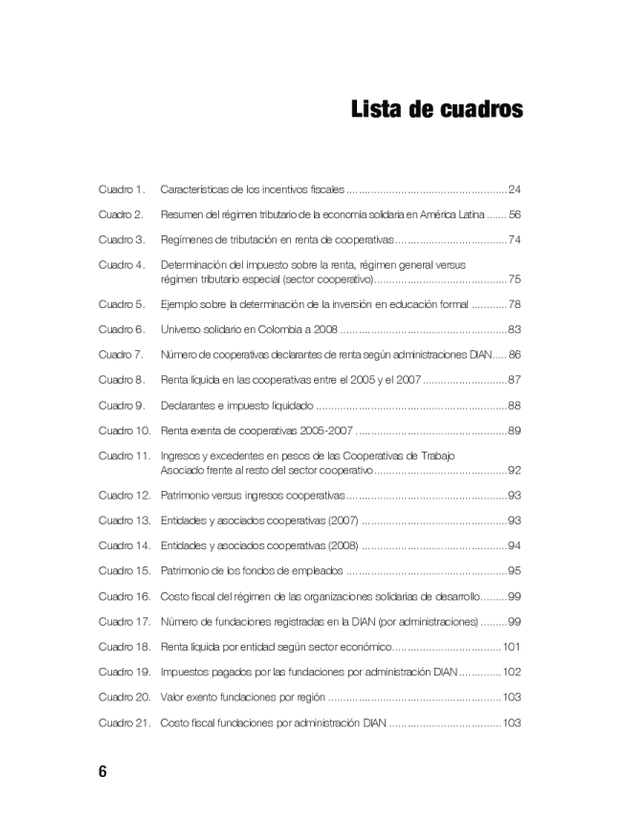 Lista de cuadros
Cuadro 1. Características de los incentivos fiscales ..................................................... 24
Cuadro 2. Resumen del régimen tributario de la economía solidaria en América Latina ....... 56
Cuadro 3. Regímenes de tributación en renta de cooperativas ..................................... 74
Cuadro 4. Determinación del impuesto sobre la renta, régimen general versus
régimen tributario especial (sector cooperativo)............................................ 75
Cuadro 5. Ejemplo sobre la determinación de la inversión en educación formal ............ 78
Cuadro 6. Universo solidario en Colombia a 2008 ....................................................... 83
Cuadro 7. Número de cooperativas declarantes de renta según administraciones DIAN..... 86
Cuadro 8. Renta líquida en las cooperativas entre el 2005 y el 2007 ............................ 87
Cuadro 9. Declarantes e impuesto liquidado ............................................................... 88
Cuadro 10. Renta exenta de cooperativas 2005-2007 .................................................. 89
Cuadro 11. Ingresos y excedentes en pesos de las Cooperativas de Trabajo
Asociado frente al resto del sector cooperativo............................................ 92
Cuadro 12. Patrimonio versus ingresos cooperativas ..................................................... 93
Cuadro 13. Entidades y asociados cooperativas (2007) ................................................ 93
Cuadro 14. Entidades y asociados cooperativas (2008) ................................................ 94
Cuadro 15. Patrimonio de los fondos de empleados ..................................................... 95
Cuadro 16. Costo fiscal del régimen de las organizaciones solidarias de desarrollo......... 99
Cuadro 17. Número de fundaciones registradas en la DIAN (por administraciones) ......... 99
Cuadro 18. Renta líquida por entidad según sector económico.................................... 101
Cuadro 19. Impuestos pagados por las fundaciones por administración DIAN .............. 102
Cuadro 20. Valor exento fundaciones por región ......................................................... 103
Cuadro 21. Costo fiscal fundaciones por administración DIAN ..................................... 103
6